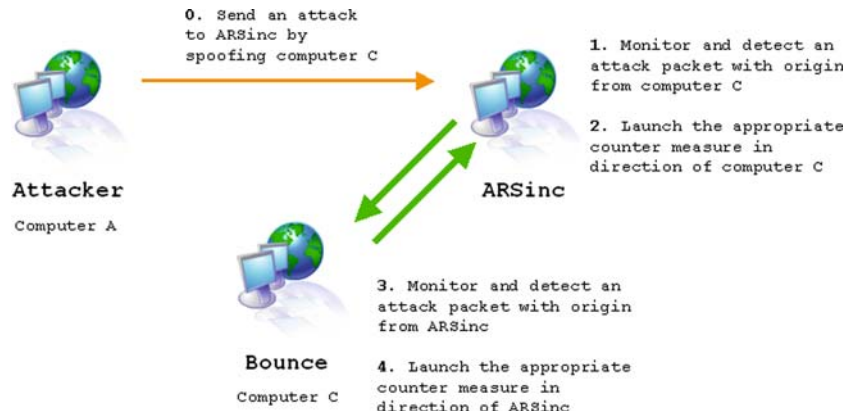 0. Send an attack
to ARSinc by
spoofing computer C
1. Monitor and detect an
attack packet with origin
from computer C
2. Launch the appropriate
counter measure in
direction of computer C
Attacker
Computer A
ARSinc
3. Monitor and detect an
attack packet with origin
from ARSinc
Bounce
Computer C
4. Launch the appropriate
counter measure in
direction of ARSinc